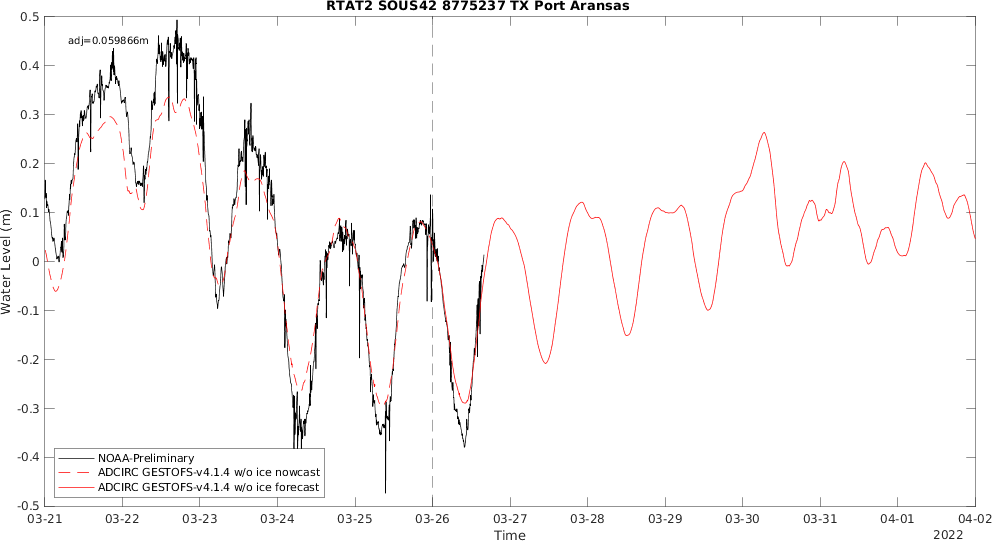 RTAT2 SOUS42 8775237 TX Port Aransas
adj=0.059866m
0.5
0.4
0.3
0.2
0.1
0
-0.1
-0.2
-0.3
-0.4
-0.5
Water Level (m)
NOAA-Preliminary
ADCIRC GESTOFS-v4.1.4 w/o ice nowcast
ADCIRC GESTOFS-v4.1.4 w/o ice forecast
03-21 03-22 03-23 03-24 03-25 03-26 03-27 03-28 03-29 03-30 03-31 04-01 04-02
Time
2022